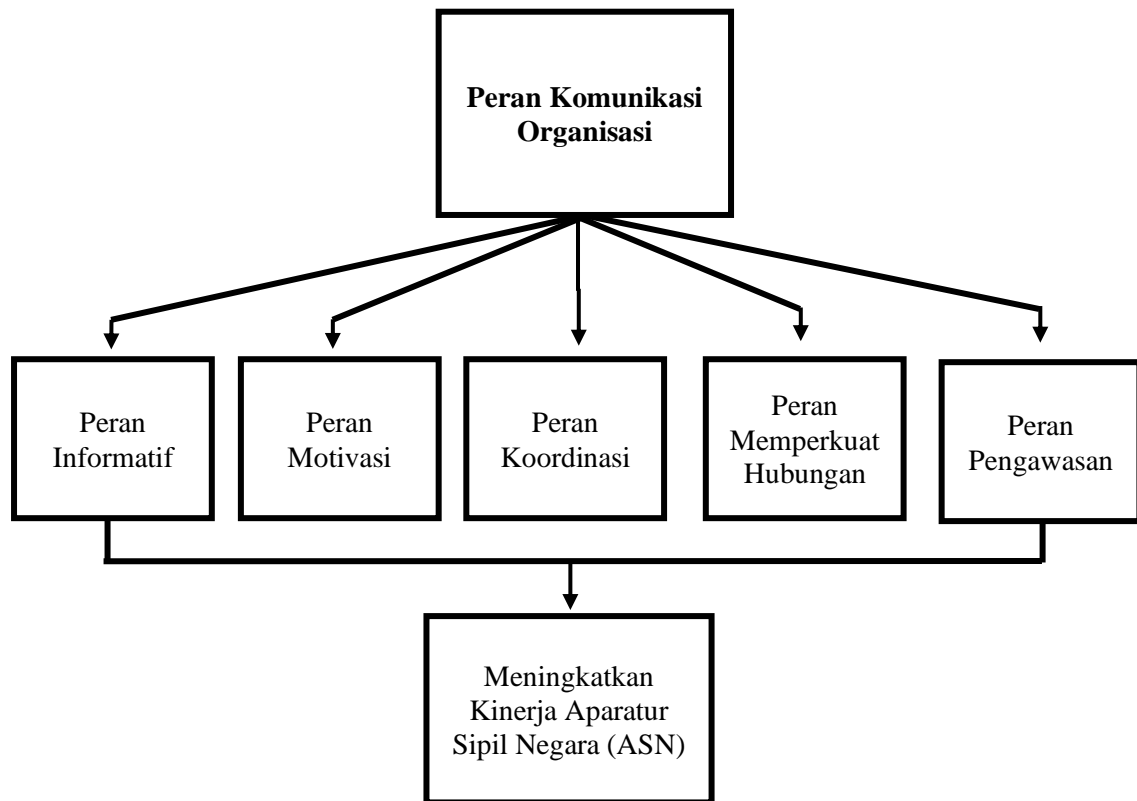 Peran Komunikasi
Organisasi
Peran
Informatif
Peran
Motivasi
Peran
Koordinasi
Peran
Memperkuat
Hubungan
Peran
Pengawasan
Meningkatkan
Kinerja Aparatur
Sipil Negara (ASN)